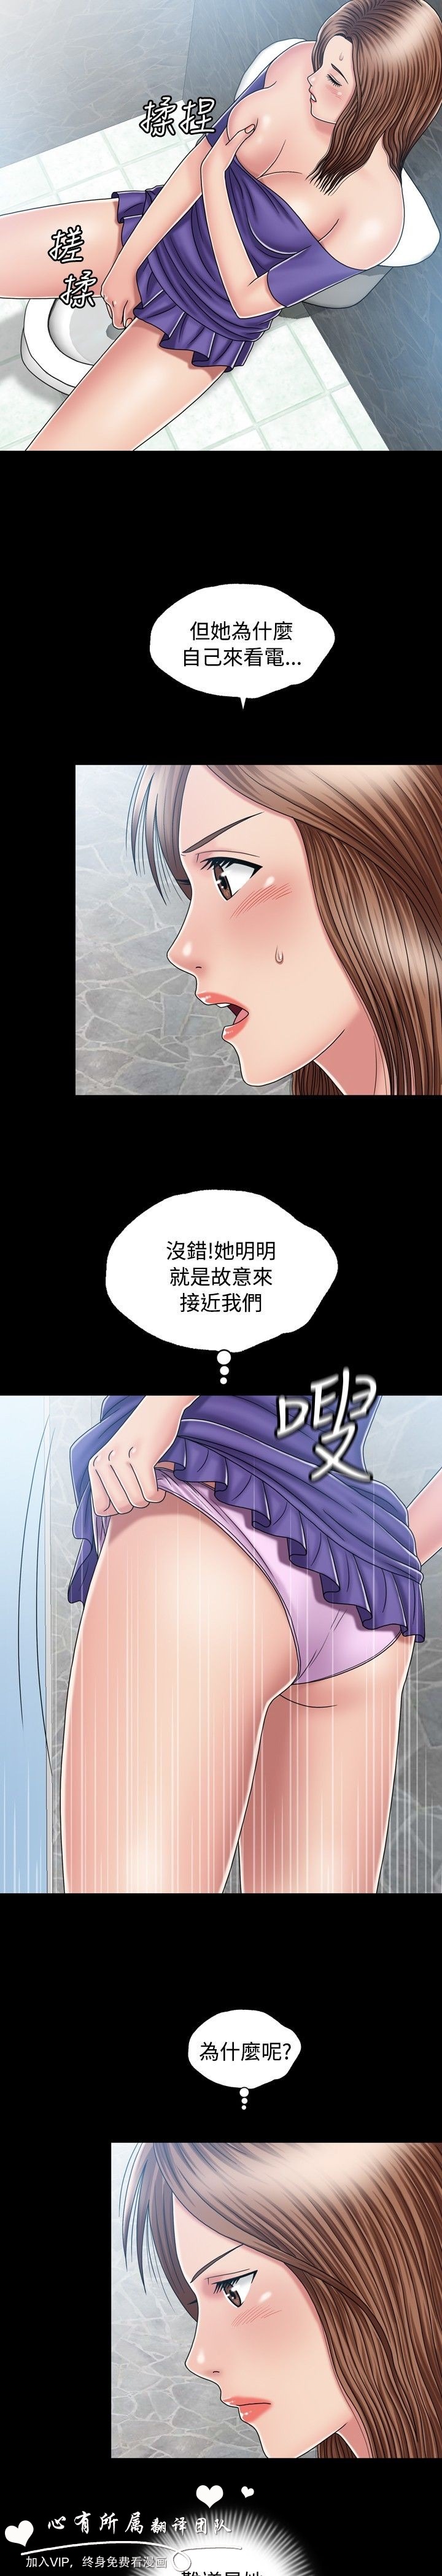 揉捏
搓
揉
但她為什麼
自己來看電...
沒錯!她明明
就是故意來
接近我們
嗖
為什麼呢?
心有所属翻译团队
加入VIP，终身免费看漫画